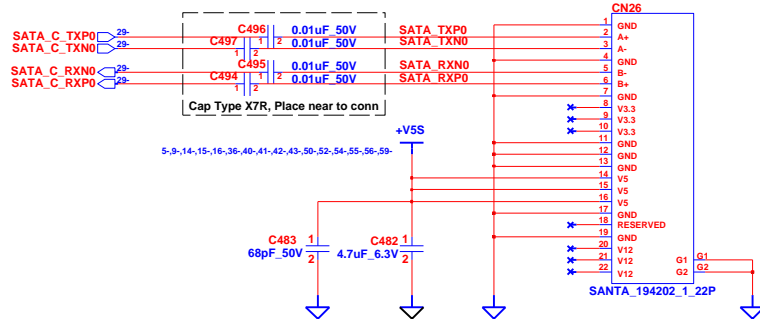 CN26
SATA_C_TXP0 29- C496 0.01uF_50V SATA_TXP0
1 2
SATA_C_TXN0 29- C497 0.01uF_50V SATA_TXN0
1 2
SATA_C_RXN0 29- C495 0.01uF_50V SATA_RXN0
1 2
SATA_C_RXP0 29- C494 0.01uF_50V SATA_RXP0
1 2
Cap Type X7R, Place near to conn
+V5S
5-,9-,14-,15-,16-,36-,40-,41-,42-,43-,50-,52-,54-,55-,56-,59-
C483 1
68pF_50V 2
C482 1
4.7uF_6.3V 2
1 GND
2 A+
3 A-
4 GND
5 B-
6 B+
7 GND
8 V3.3
9 V3.3
10 V3.3
11 GND
12 GND
13 GND
14 V5
15 V5
16 V5
17 GND
18 RESERVED
19 GND
20 V12
21 V12
22 V12
G1 G1
G2 G2
SANTA_194202_1_22P